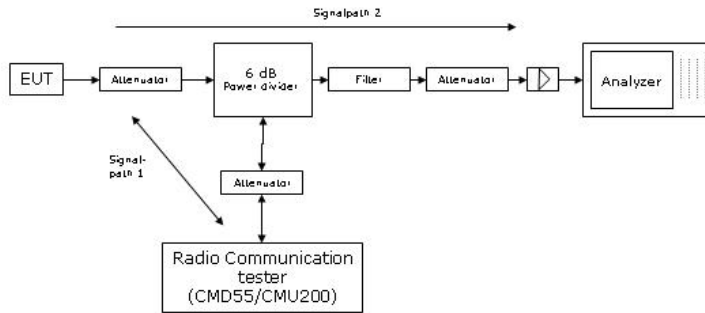 Signalpath 2
EUT
Attenuator
6 dB
Power divider
Filter
Attenuator
Analyzer
Signal-
path 1
Attenuator
Radio Communication
tester
(CMD55/CMU200)